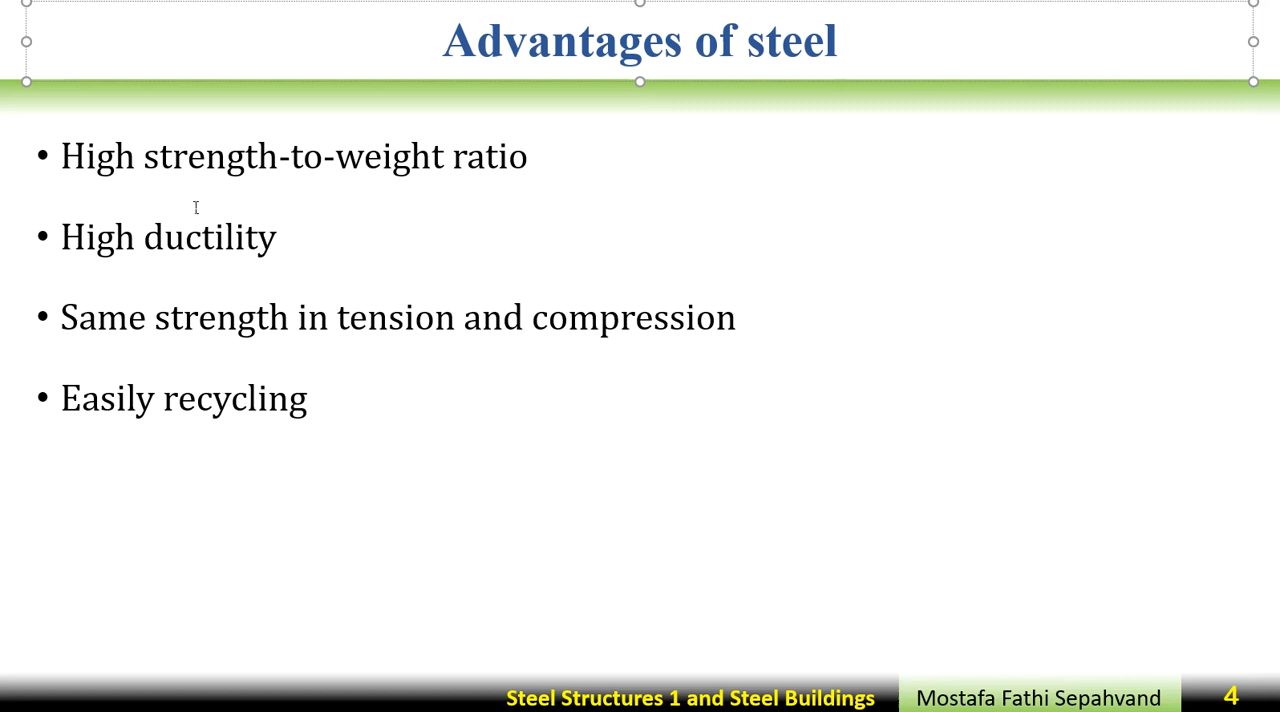 Advantages of steel
• High strength-to-weight ratio
• High ductility
• Same strength in tension and compression
• Easily recycling
Steel Structures 1 and Steel Buildings
Mostafa Fathi Sepahvand
4